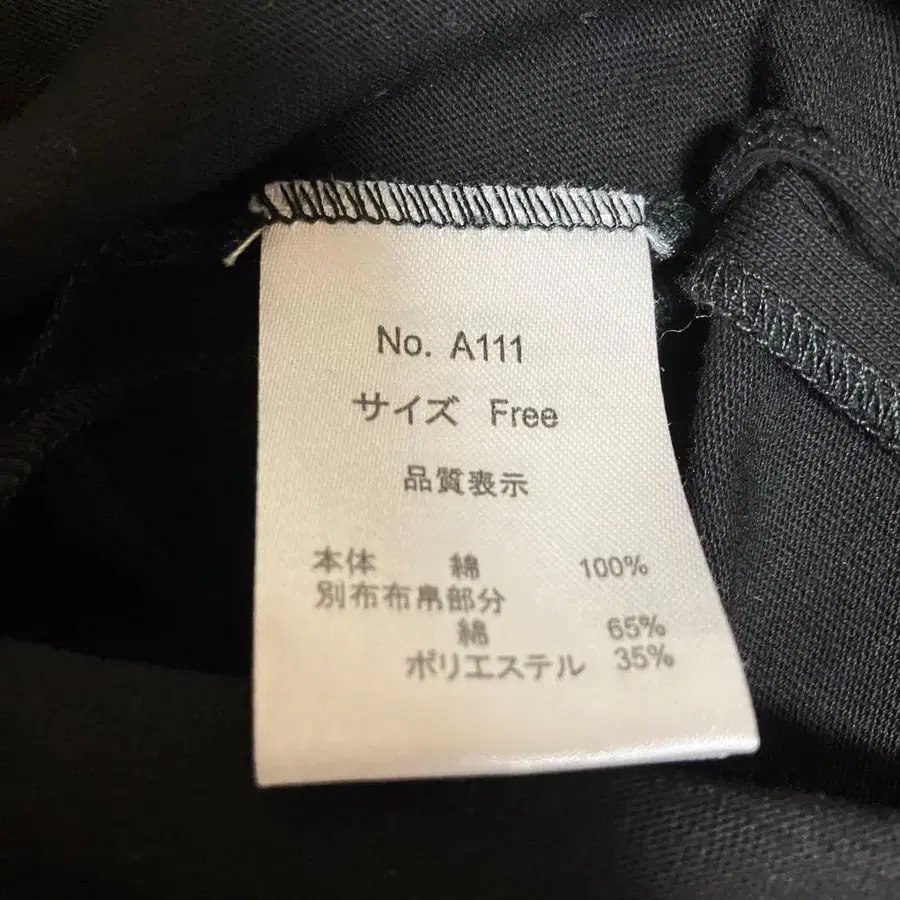 No. A111
サイズ Free
品質表示
本体 綿 100%
別布布帛部分
綿 65%
ポリエステル 35%